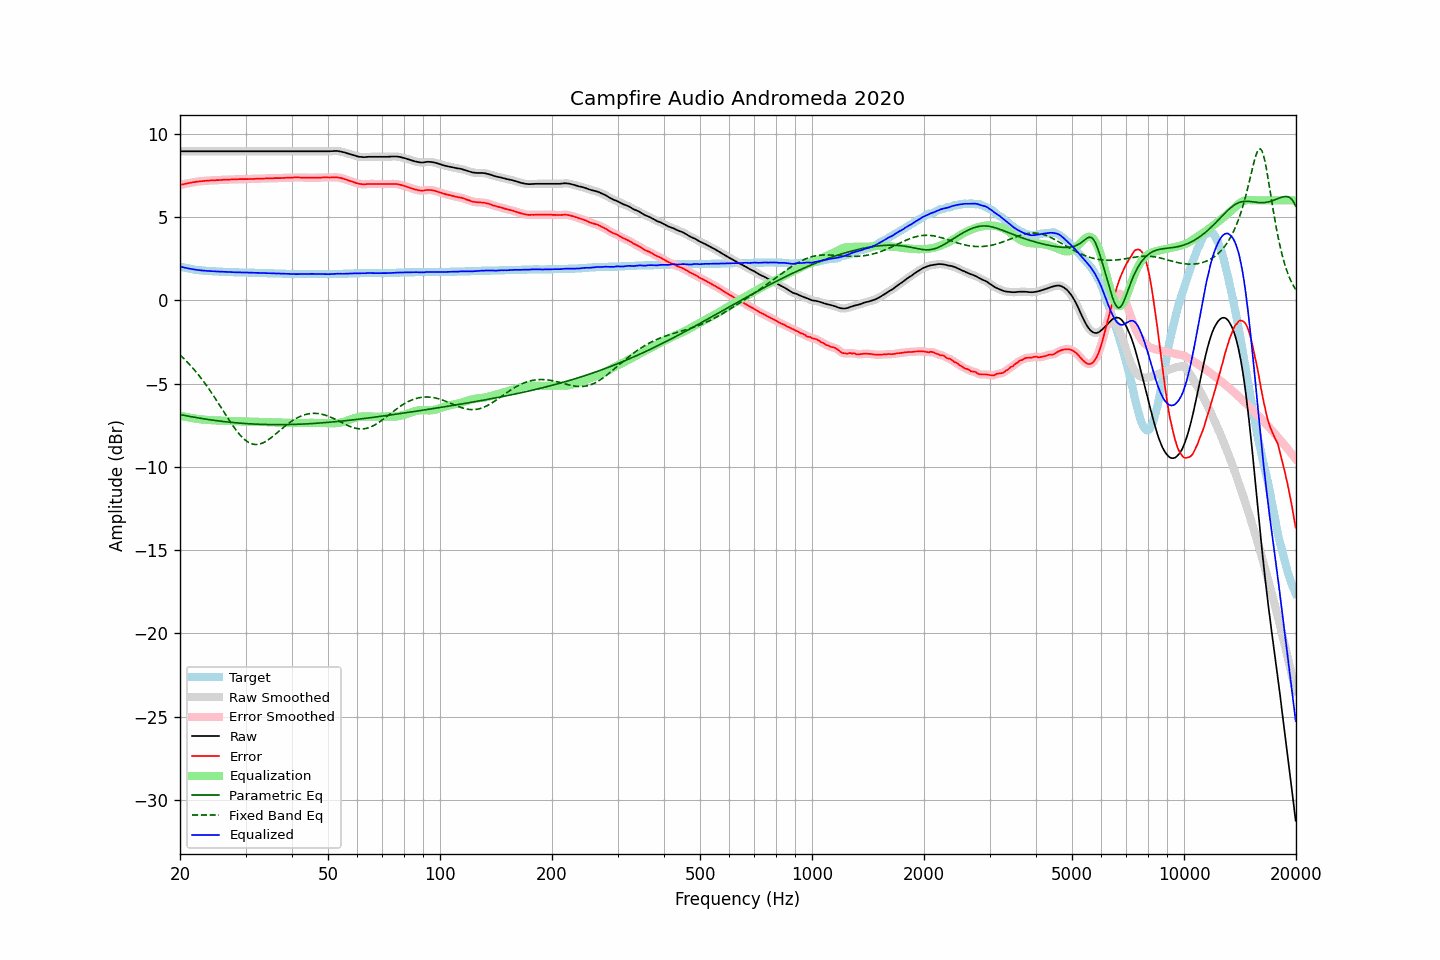 Campfire Audio Andromeda 2020
10
5
0
−5
−10
−15
−20
−25
−30
Amplitude (dBr)
Target
Raw Smoothed
Error Smoothed
Raw
Error
Equalization
Parametric Eq
Fixed Band Eq
Equalized
20 50 100 200 500 1000 2000 5000 10000 20000
Frequency (Hz)